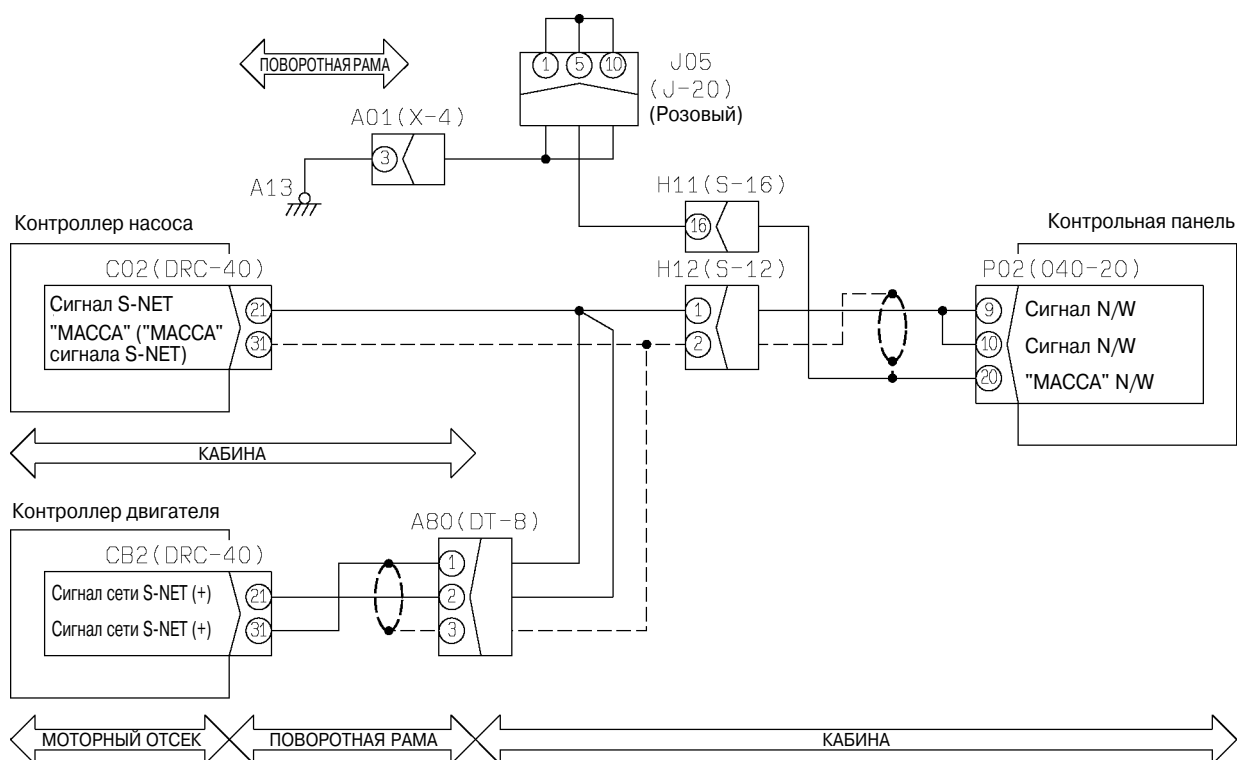 ПОВОРОТНАЯ РАМА
1 5 10
J05
(J-20)
(Розовый)
A01(X-4)
3
A13
H11(S-16)
16
Контроллер насоса
Контрольная панель
C02(DRC-40)
H12(S-12)
P02(040-20)
Сигнал S-NET
21
1
9
Сигнал N/W
"МАССА" ("МАССА"
сигнала S-NET)
31
2
10
Сигнал N/W
20
"МАССА" N/W
КАБИНА
Контроллер двигателя
A80(DT-8)
CB2(DRC-40)
1
Сигнал сети S-NET (+)
21
2
Сигнал сети S-NET (+)
31
3
МОТОРНЫЙ ОТСЕК
ПОВОРОТНАЯ РАМА
КАБИНА